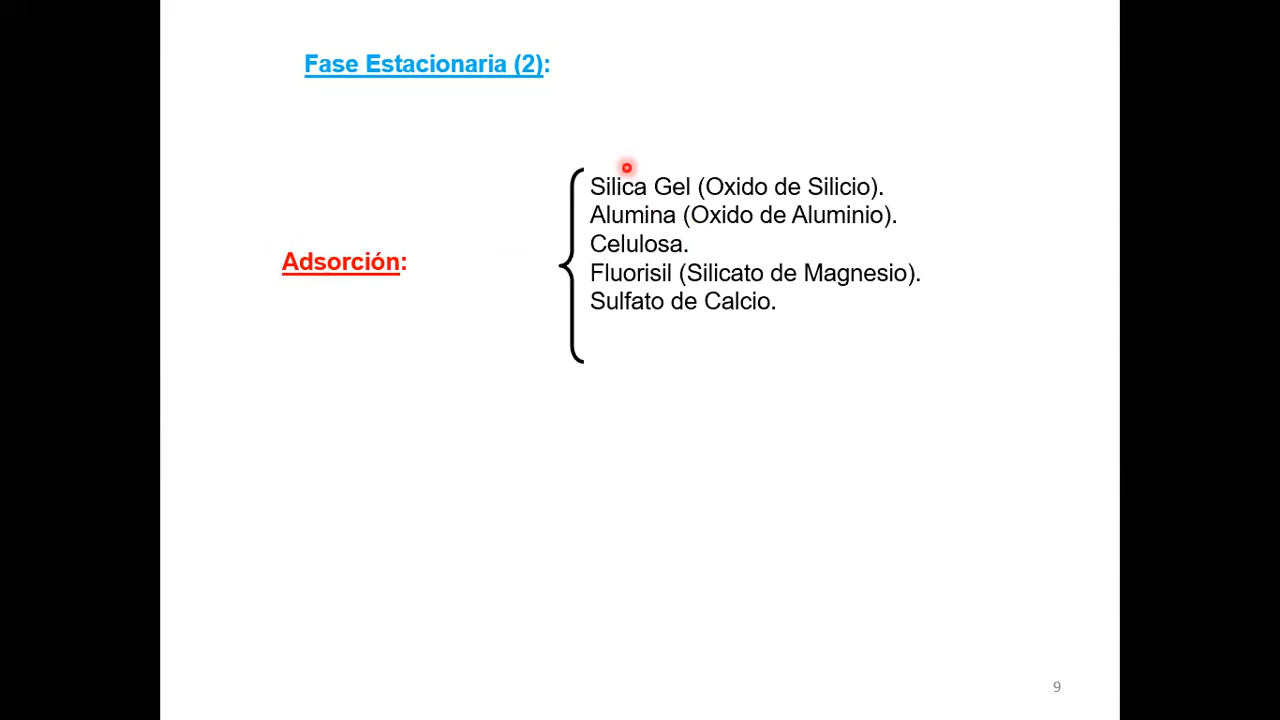 Fase Estacionaria (2):
Silica Gel (Oxido de Silicio).
Alumina (Oxido de Aluminio).
Celulosa.
Adsorción:
Fluorisil (Silicato de Magnesio).
Sulfato de Calcio.
9